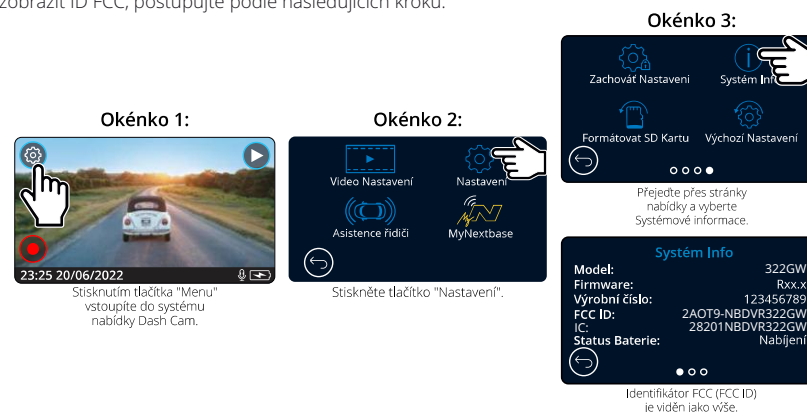 zobrazit ID FCC, postupujte podle následujících kroků:
Okénko 1:
23:25 20/06/2022
Stisknutím tlačítka "Menu"
vstoupíte do systému
nabídky Dash Cam.
Okénko 2:
Video Nastavení
Nastavení
Asistence řidiči
MyNextbase
Stiskněte tlačítko "Nastavení".
Okénko 3:
Zachovář Nastaveni
Systém Info
Formátovat SD Kartu
Výchozí Nastavení
Přejeďte přes stránky
nabídky a vyberte
Systémové informace.
Systém Info
Model: 322GW
Firmware: Rxx.x
Výrobní číslo: 123456789
FCC ID: 2AOT9-NBDVR322GW
IC: 28201NBDVR322GW
Status Baterie: Nabíjení
Identifikátor FCC (FCC ID)
je viděn jako výše.